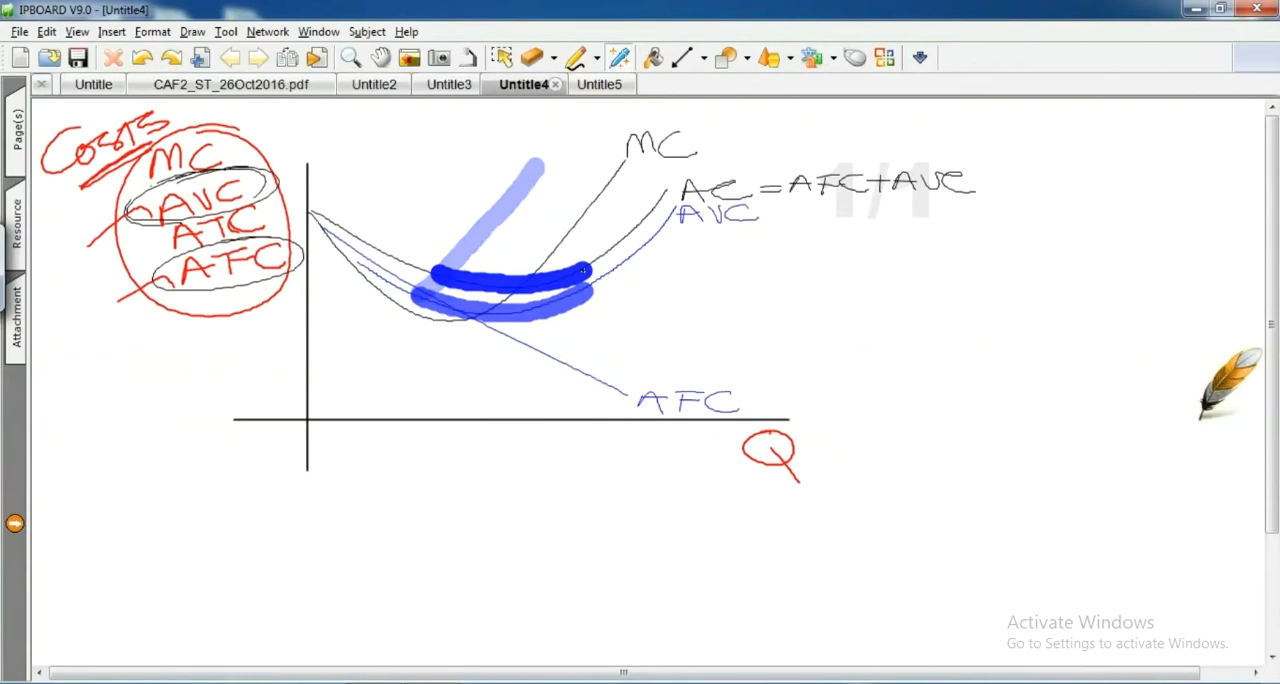 IPBOARD V9.0 - [Untitle4]
File Edit View Insert Format Draw Tool Network Window Subject Help
Untitle CAF2_ST_26Oct2016.pdf Untitle2 Untitle3 Untitle4 Untitle5
Page(s)
Resource
Attachment
Costs
MC
AVC
ATC
AFC
MC
AC = AFC+AVC
AVC
1/1
AFC
Q
Activate Windows
Go to Settings to activate Windows.